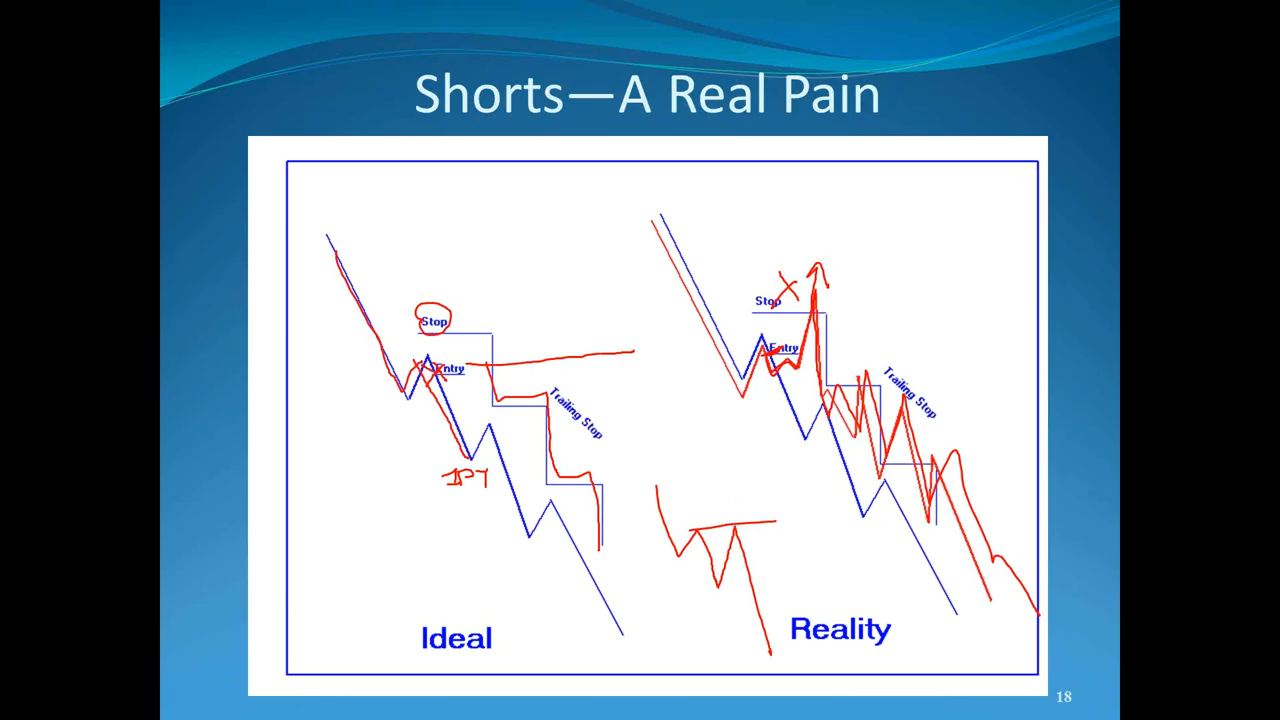 Shorts—A Real Pain
Stop
Entry
Trailing Stop
Ideal
Stop
Entry
Trailing Stop
Reality
18